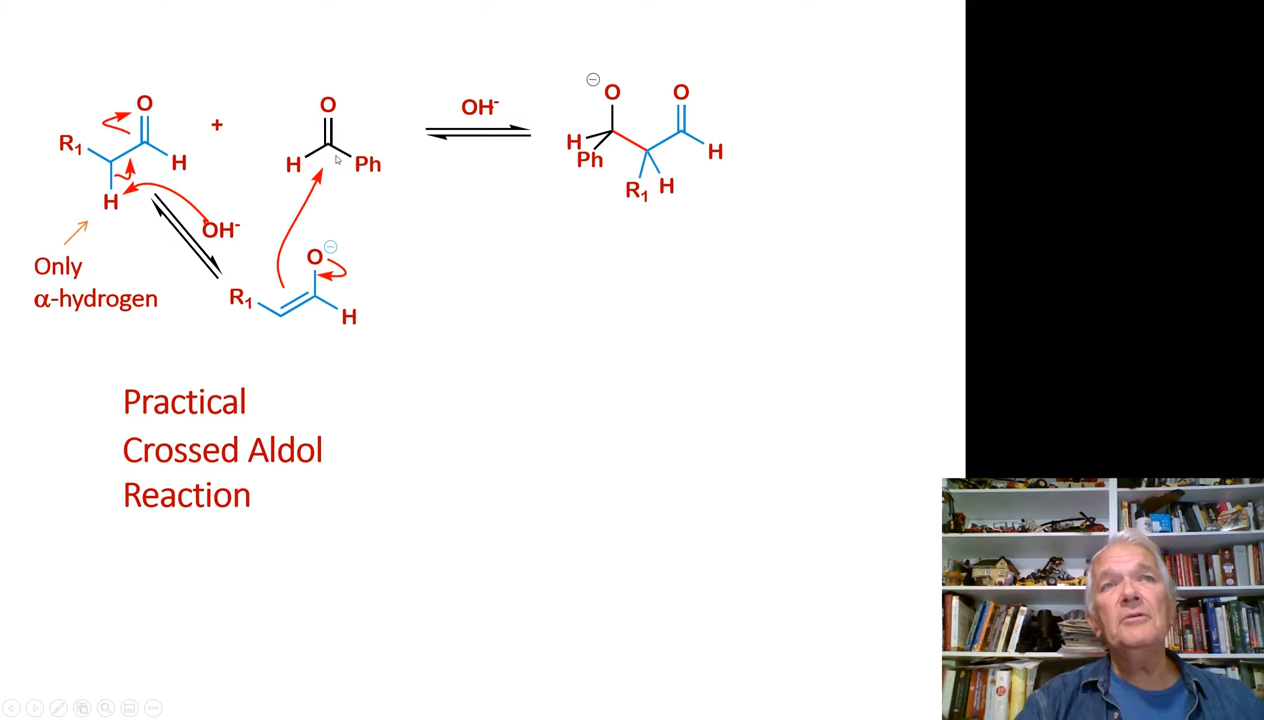 O
R1
H
H
+
O
H
Ph
OH-
O
H
Ph
R1
H
O
H
OH-
Only
α-hydrogen
O
R1
H
Practical
Crossed Aldol
Reaction